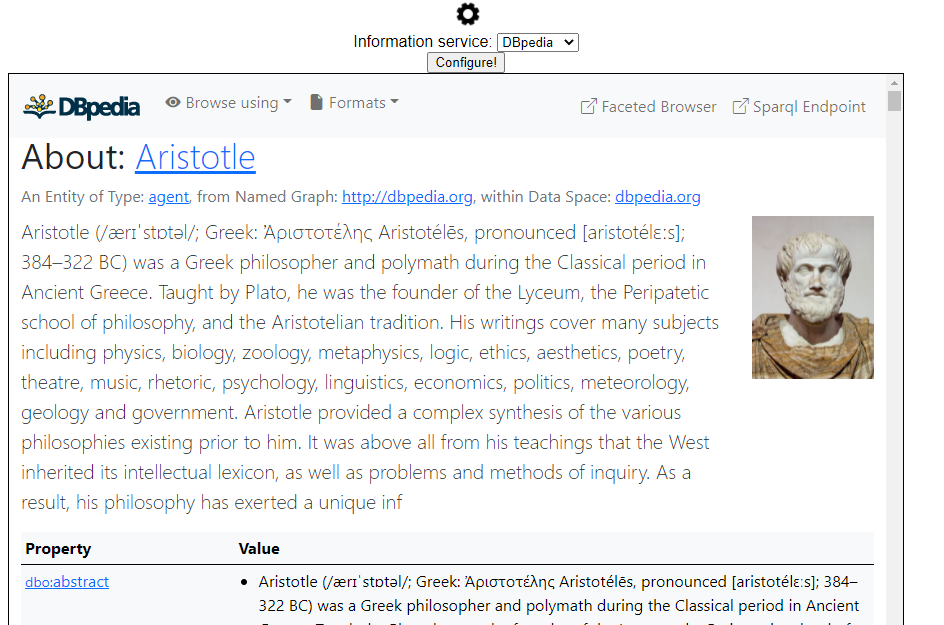 Information service: DBpedia
Configure!
DBpedia Browse using Formats Faceted Browser Sparql Endpoint
About: Aristotle
An Entity of Type: agent, from Named Graph: http://dbpedia.org, within Data Space: dbpedia.org
Aristotle (/ærɪˈstɒtəl/; Greek: Ἀριστοτέλης Aristotélēs, pronounced [aristotélɛːs];
384–322 BC) was a Greek philosopher and polymath during the Classical period in
Ancient Greece. Taught by Plato, he was the founder of the Lyceum, the Peripatetic
school of philosophy, and the Aristotelian tradition. His writings cover many subjects
including physics, biology, zoology, metaphysics, logic, ethics, aesthetics, poetry,
theatre, music, rhetoric, psychology, linguistics, economics, politics, meteorology,
geology and government. Aristotle provided a complex synthesis of the various
philosophies existing prior to him. It was above all from his teachings that the West
inherited its intellectual lexicon, as well as problems and methods of inquiry. As a
result, his philosophy has exerted a unique inf
Property Value
dbo:abstract • Aristotle (/ærɪˈstɒtəl/; Greek: Ἀριστοτέλης Aristotélēs, pronounced [aristotélɛːs]; 384–
322 BC) was a Greek philosopher and polymath during the Classical period in Ancient